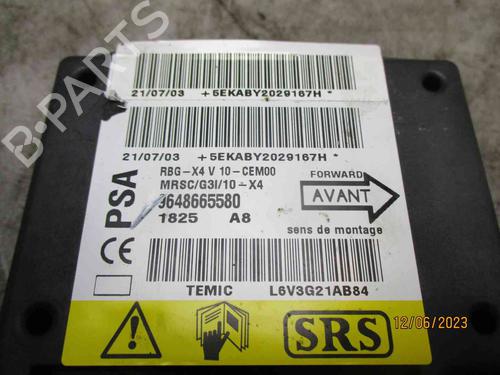 21/07/03 +5EKABY2029167H*
21/07/03 +5EKABY2029167H*
PSA
RBG-X4 V 10-CEM00
MRSC/G3I/10-X4
9648665580
1825 A8
FORWARD
AVANT
sens de montage
CE
TEMIC L6V3G21AB84
SRS
B-PARTS
12/06/2023